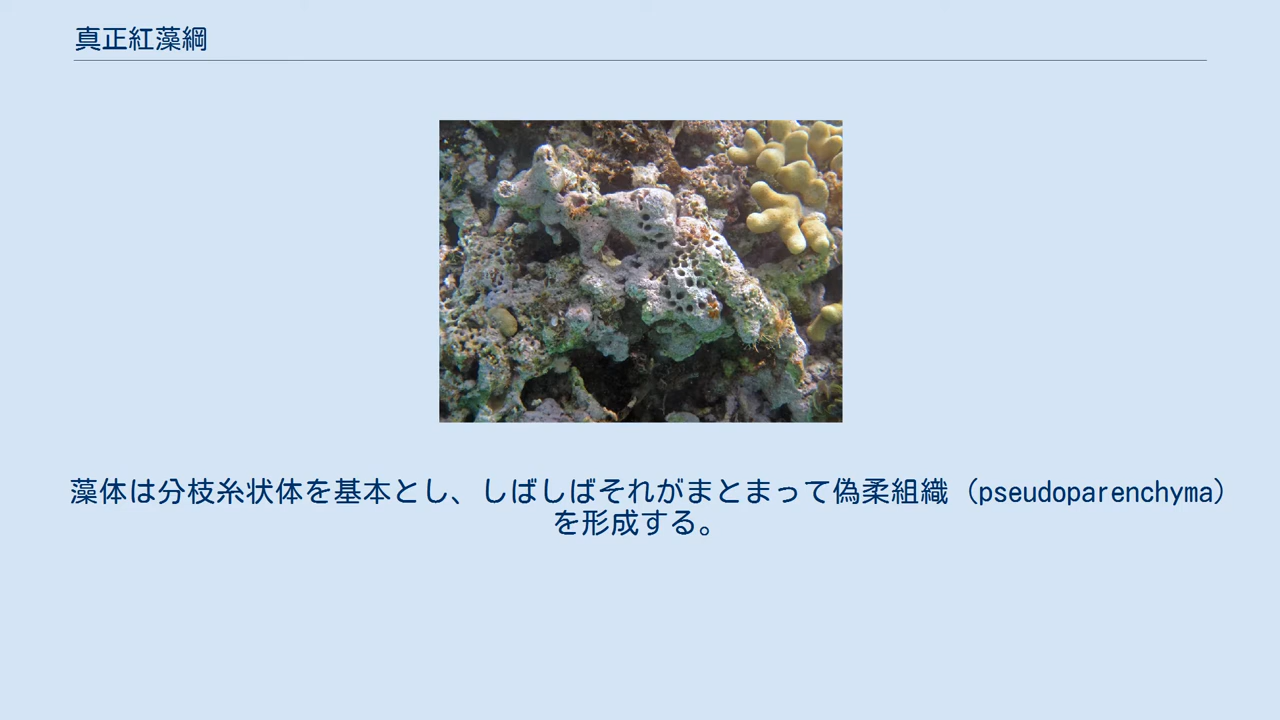 真正紅藻綱
藻体は分枝糸状体を基本とし、しばしばそれがまとまって偽柔組織（pseudoparenchyma）
を形成する。